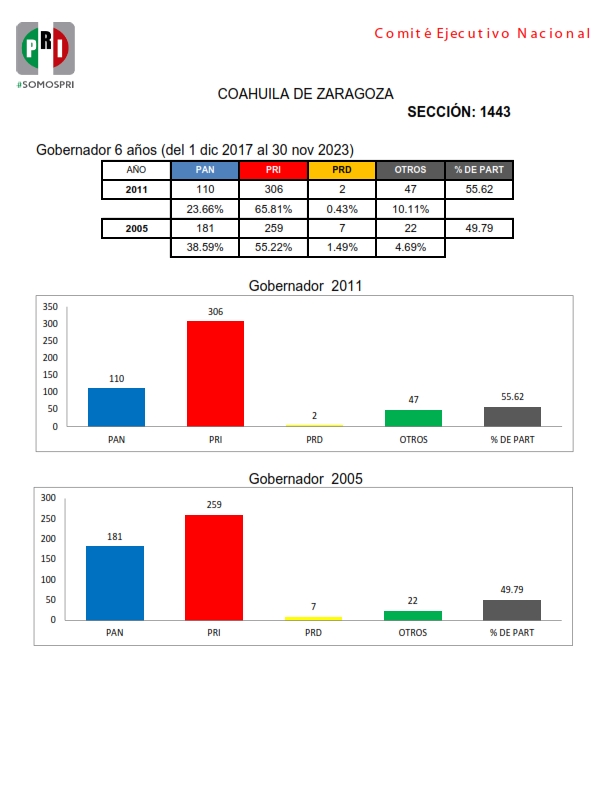 PRI
#SOMOSPRI
Comité Ejecutivo Nacional
COAHUILA DE ZARAGOZA
SECCIÓN: 1443
Gobernador 6 años (del 1 dic 2017 al 30 nov 2023)
AÑO PAN PRI PRD OTROS % DE PART
2011 110 306 2 47 55.62
23.66% 65.81% 0.43% 10.11%
2005 181 259 7 22 49.79
38.59% 55.22% 1.49% 4.69%
Gobernador 2011
350
300
250
200
150
100
50
0
110
306
2
47
55.62
PAN PRI PRD OTROS % DE PART
Gobernador 2005
300
250
200
150
100
50
0
181
259
7
22
49.79
PAN PRI PRD OTROS % DE PART